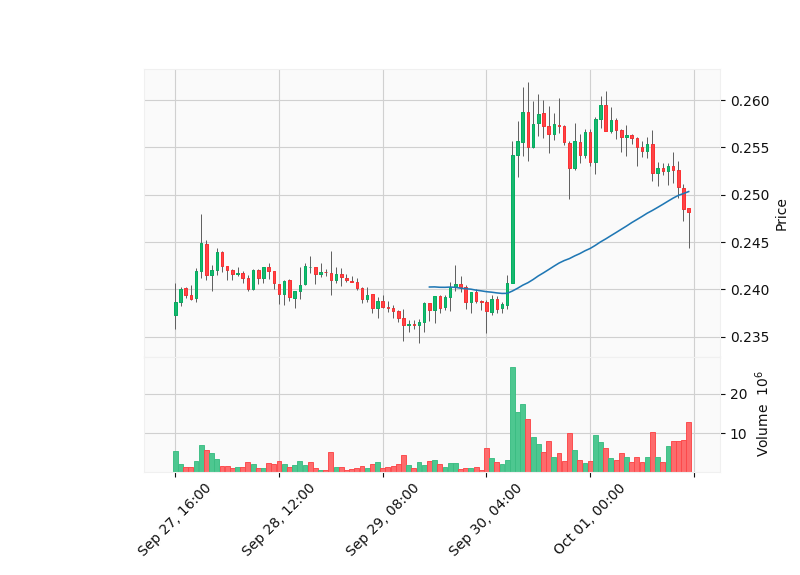 0.260
0.255
0.250
0.245
0.240
0.235
Price
20
10
Volume 10^6
Sep 27, 16:00
Sep 28, 12:00
Sep 29, 08:00
Sep 30, 04:00
Oct 01, 00:00